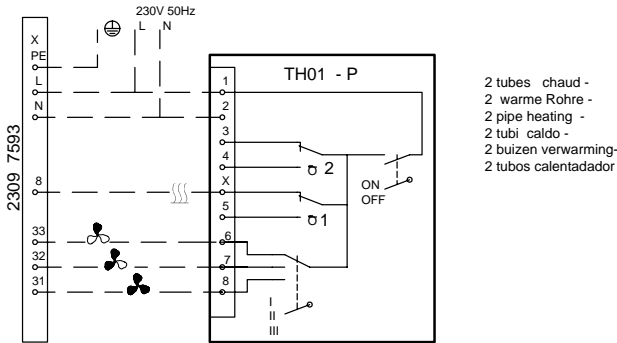 230V 50Hz
L N
X
PE
L
N
8
33
32
31
2309 7593
TH01 - P
1
2
3
4
X
5
6
7
8
2
1
ON
OFF
I
II
III
2 tubes chaud -
2 warme Rohre -
2 pipe heating -
2 tubi caldo -
2 buizen verwarming-
2 tubos calentadador